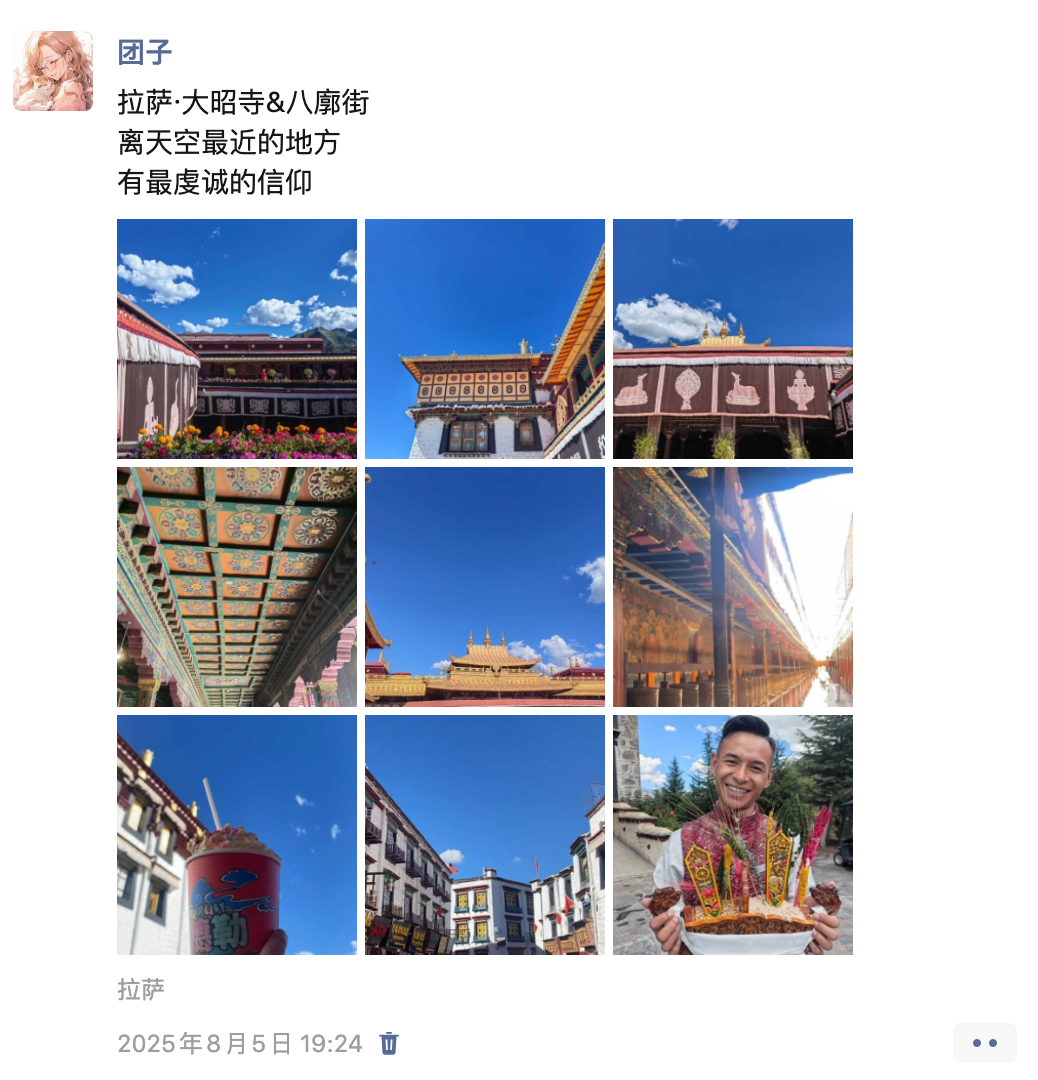 团子
拉萨·大昭寺&八廓街
离天空最近的地方
有最虔诚的信仰
勒
拉萨
2025年8月5日 19:24